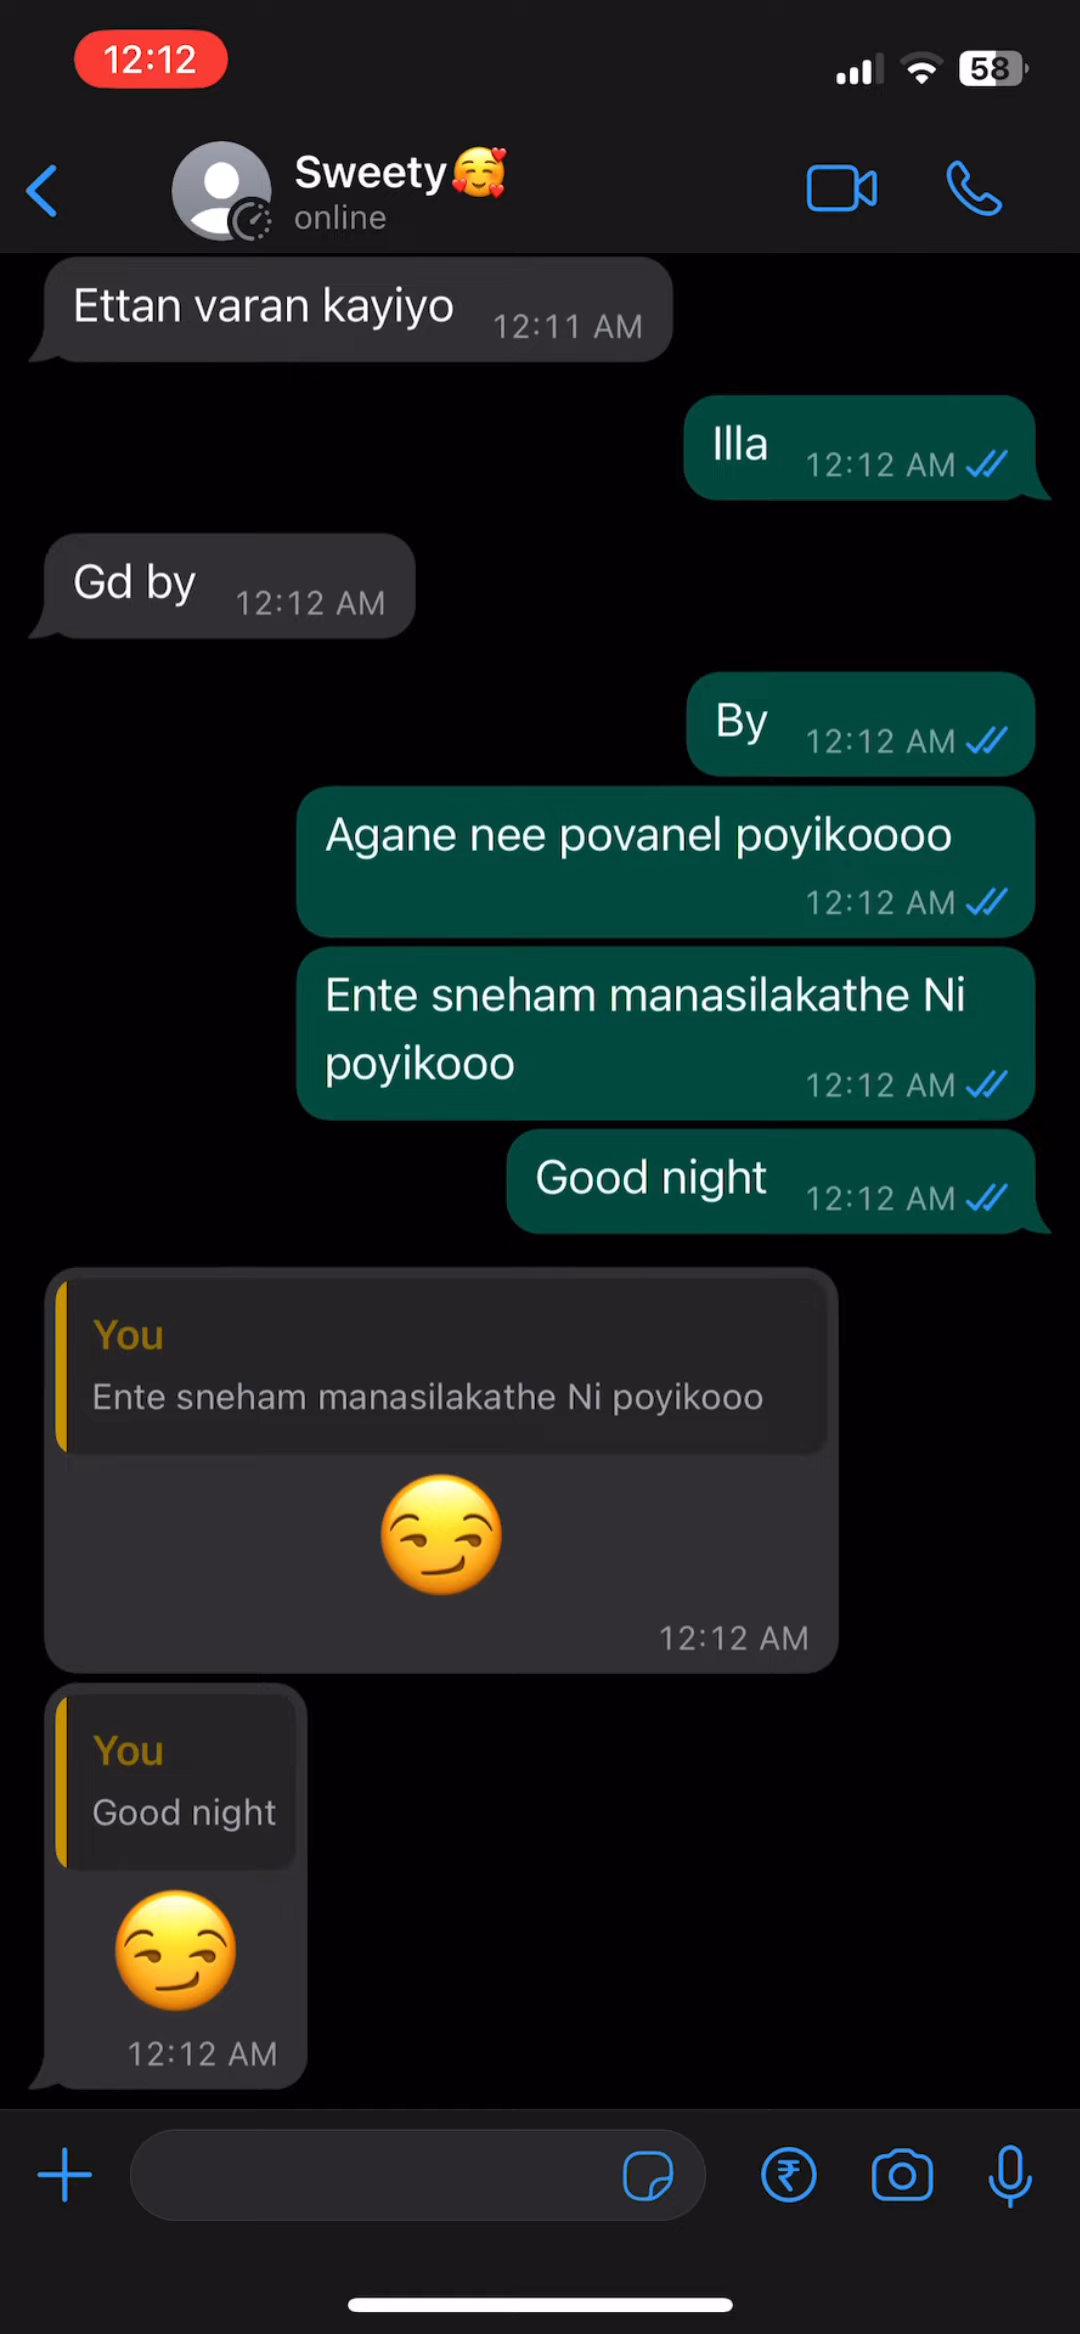 12:12
58
Sweety🥰
online
Ettan varan kayiyo
12:11 AM
Illa
12:12 AM
Gd by
12:12 AM
By
12:12 AM
Agane nee povanel poyikoooo
12:12 AM
Ente sneham manasilakathe Ni
poyikooo
12:12 AM
Good night
12:12 AM
You
Ente sneham manasilakathe Ni poyikooo
😏
12:12 AM
You
Good night
😏
12:12 AM
₹